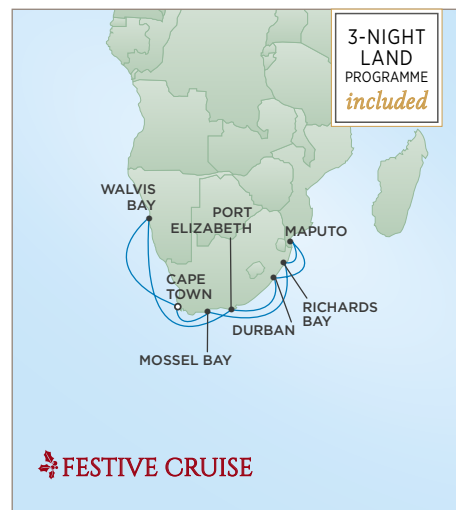 3-NIGHT
LAND
PROGRAMME
included
WALVIS
BAY
PORT
ELIZABETH
MAPUTO
CAPE
TOWN
RICHARDS
BAY
DURBAN
MOSSEL BAY
FESTIVE CRUISE